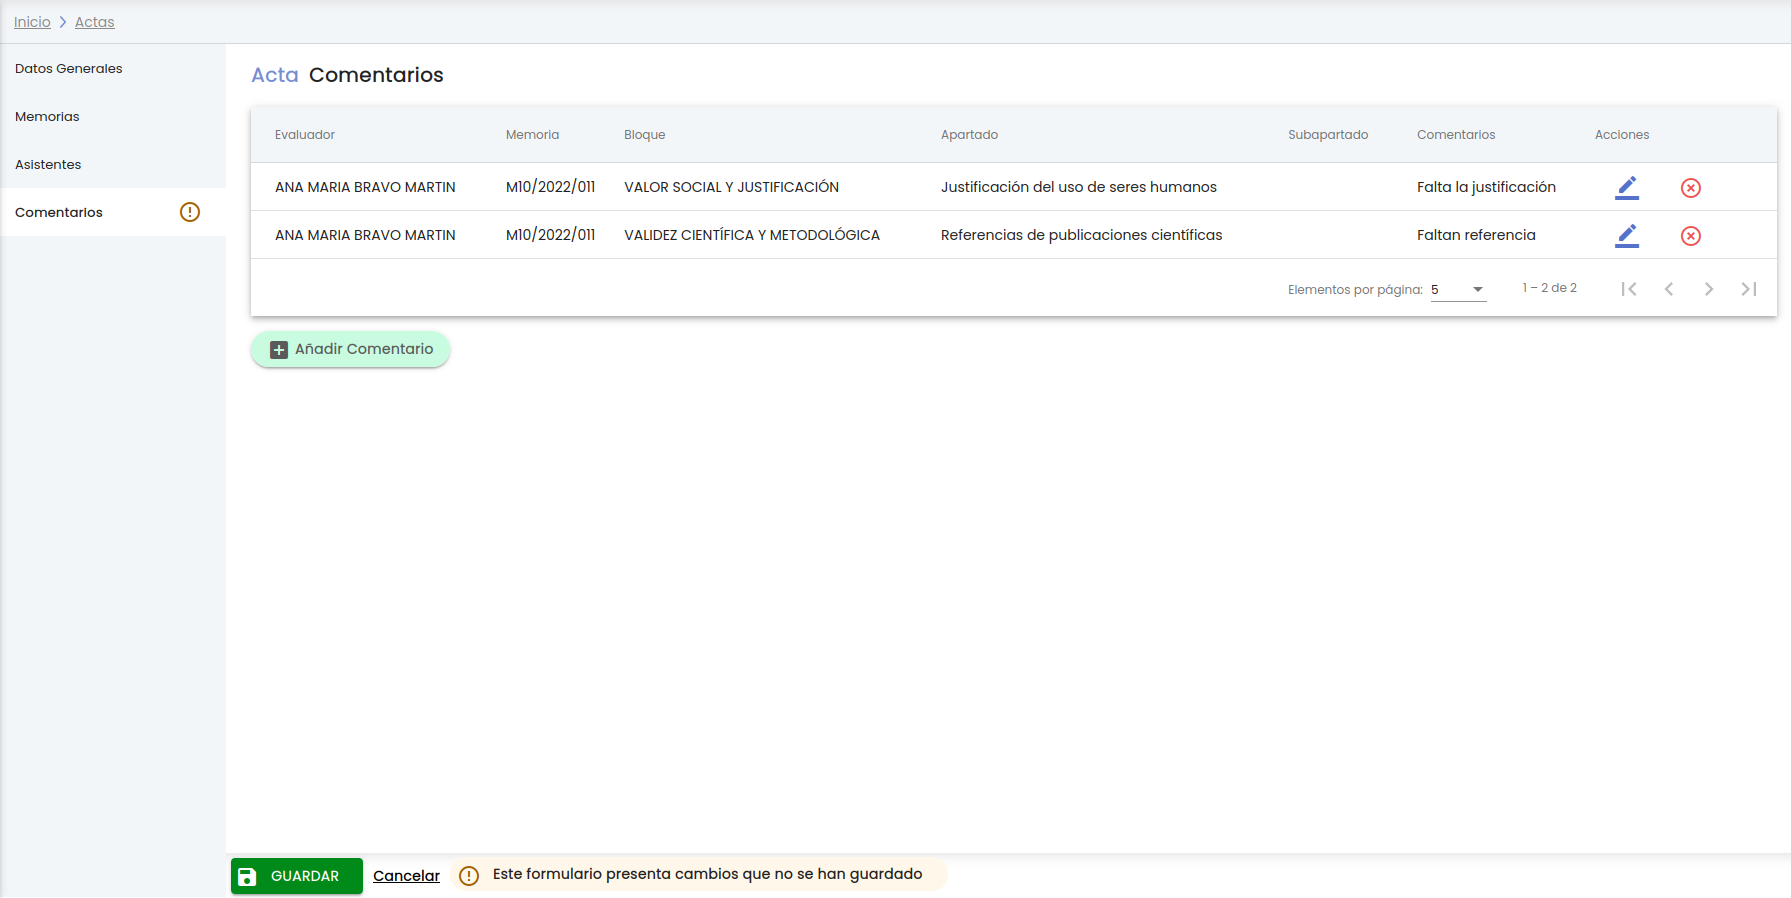 Inicio Actas
Datos Generales
Memorias
Asistentes
Comentarios
Acta Comentarios
Evaluador Memoria Bloque Apartado Subapartado Comentarios Acciones
ANA MARIA BRAVO MARTIN M10/2022/011 VALOR SOCIAL Y JUSTIFICACIÓN Justificación del uso de seres humanos Falta la justificación
ANA MARIA BRAVO MARTIN M10/2022/011 VALIDEZ CIENTÍFICA Y METODOLÓGICA Referencias de publicaciones científicas Faltan referencia
Elementos por página: 5 1 – 2 de 2
Añadir Comentario
GUARDAR Cancelar Este formulario presenta cambios que no se han guardado